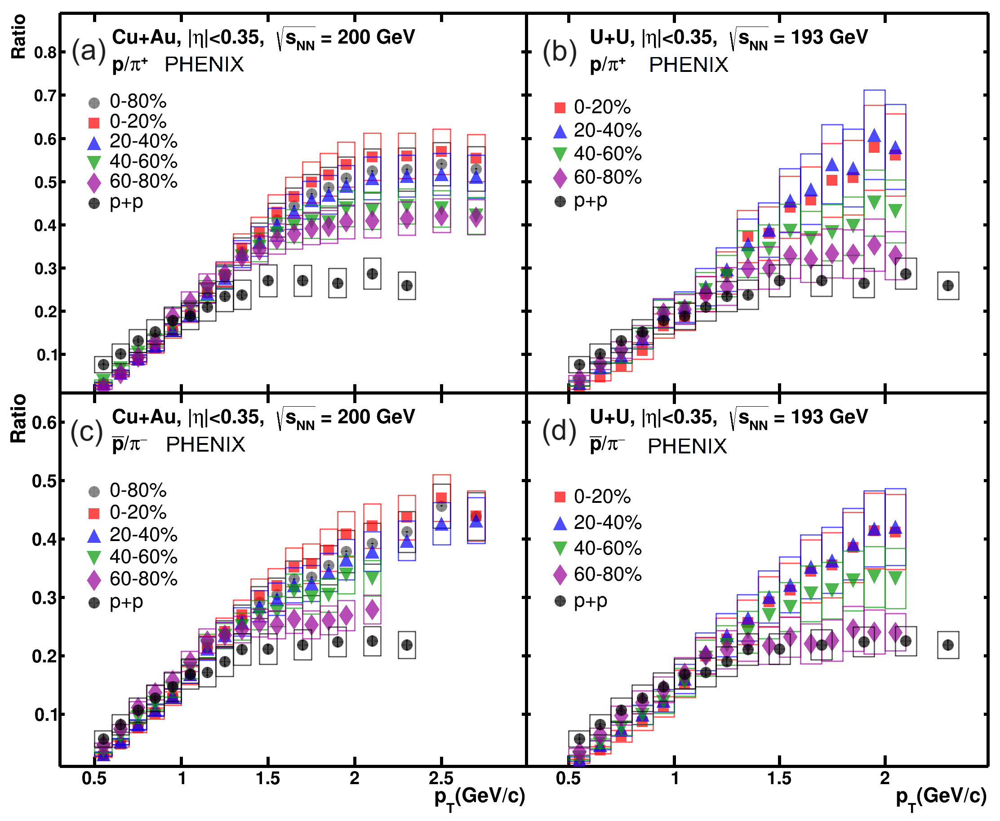 Ratio
(a) Cu+Au, |η|<0.35, √sNN = 200 GeV
p/π+ PHENIX
0-80%
0-20%
20-40%
40-60%
60-80%
p+p
0.8
0.7
0.6
0.5
0.4
0.3
0.2
0.1
(b) U+U, |η|<0.35, √sNN = 193 GeV
p/π+ PHENIX
0-20%
20-40%
40-60%
60-80%
p+p
Ratio
(c) Cu+Au, |η|<0.35, √sNN = 200 GeV
p̅/π− PHENIX
0-80%
0-20%
20-40%
40-60%
60-80%
p+p
0.6
0.5
0.4
0.3
0.2
0.1
0.5 1 1.5 2 2.5
pT(GeV/c)
(d) U+U, |η|<0.35, √sNN = 193 GeV
p̅/π− PHENIX
0-20%
20-40%
40-60%
60-80%
p+p
0.5 1 1.5 2
pT(GeV/c)